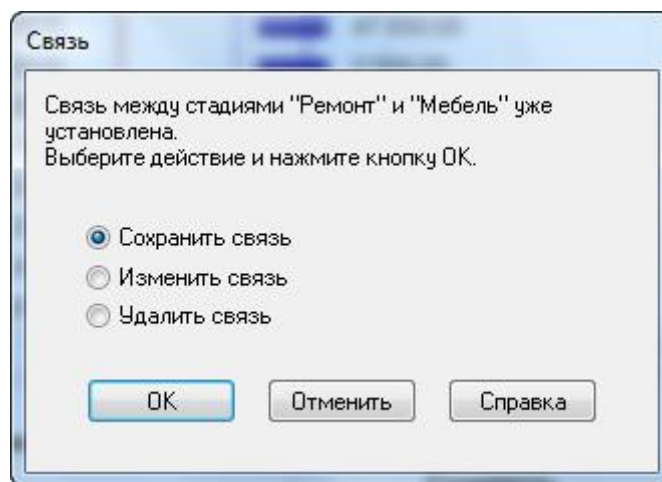 Связь
Связь между стадиями "Ремонт" и "Мебель" уже
установлена.
Выберите действие и нажмите кнопку ОК.
Сохранить связь
Изменить связь
Удалить связь
ОК
Отменить
Справка